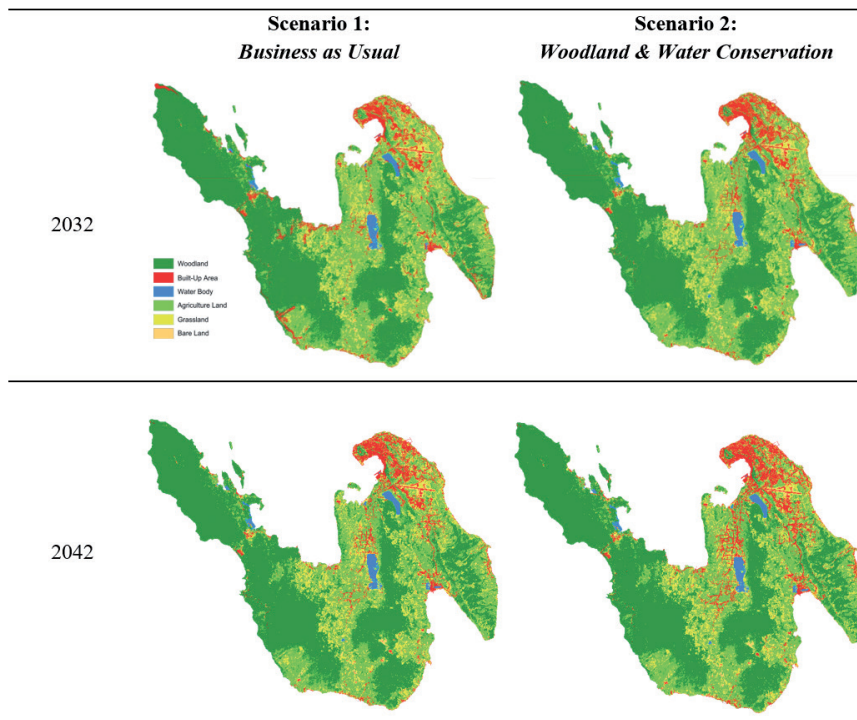 Scenario 1:
Business as Usual
Scenario 2:
Woodland & Water Conservation
2032
Woodland
Built-Up Area
Water Body
Agriculture Land
Grassland
Bare Land
2042